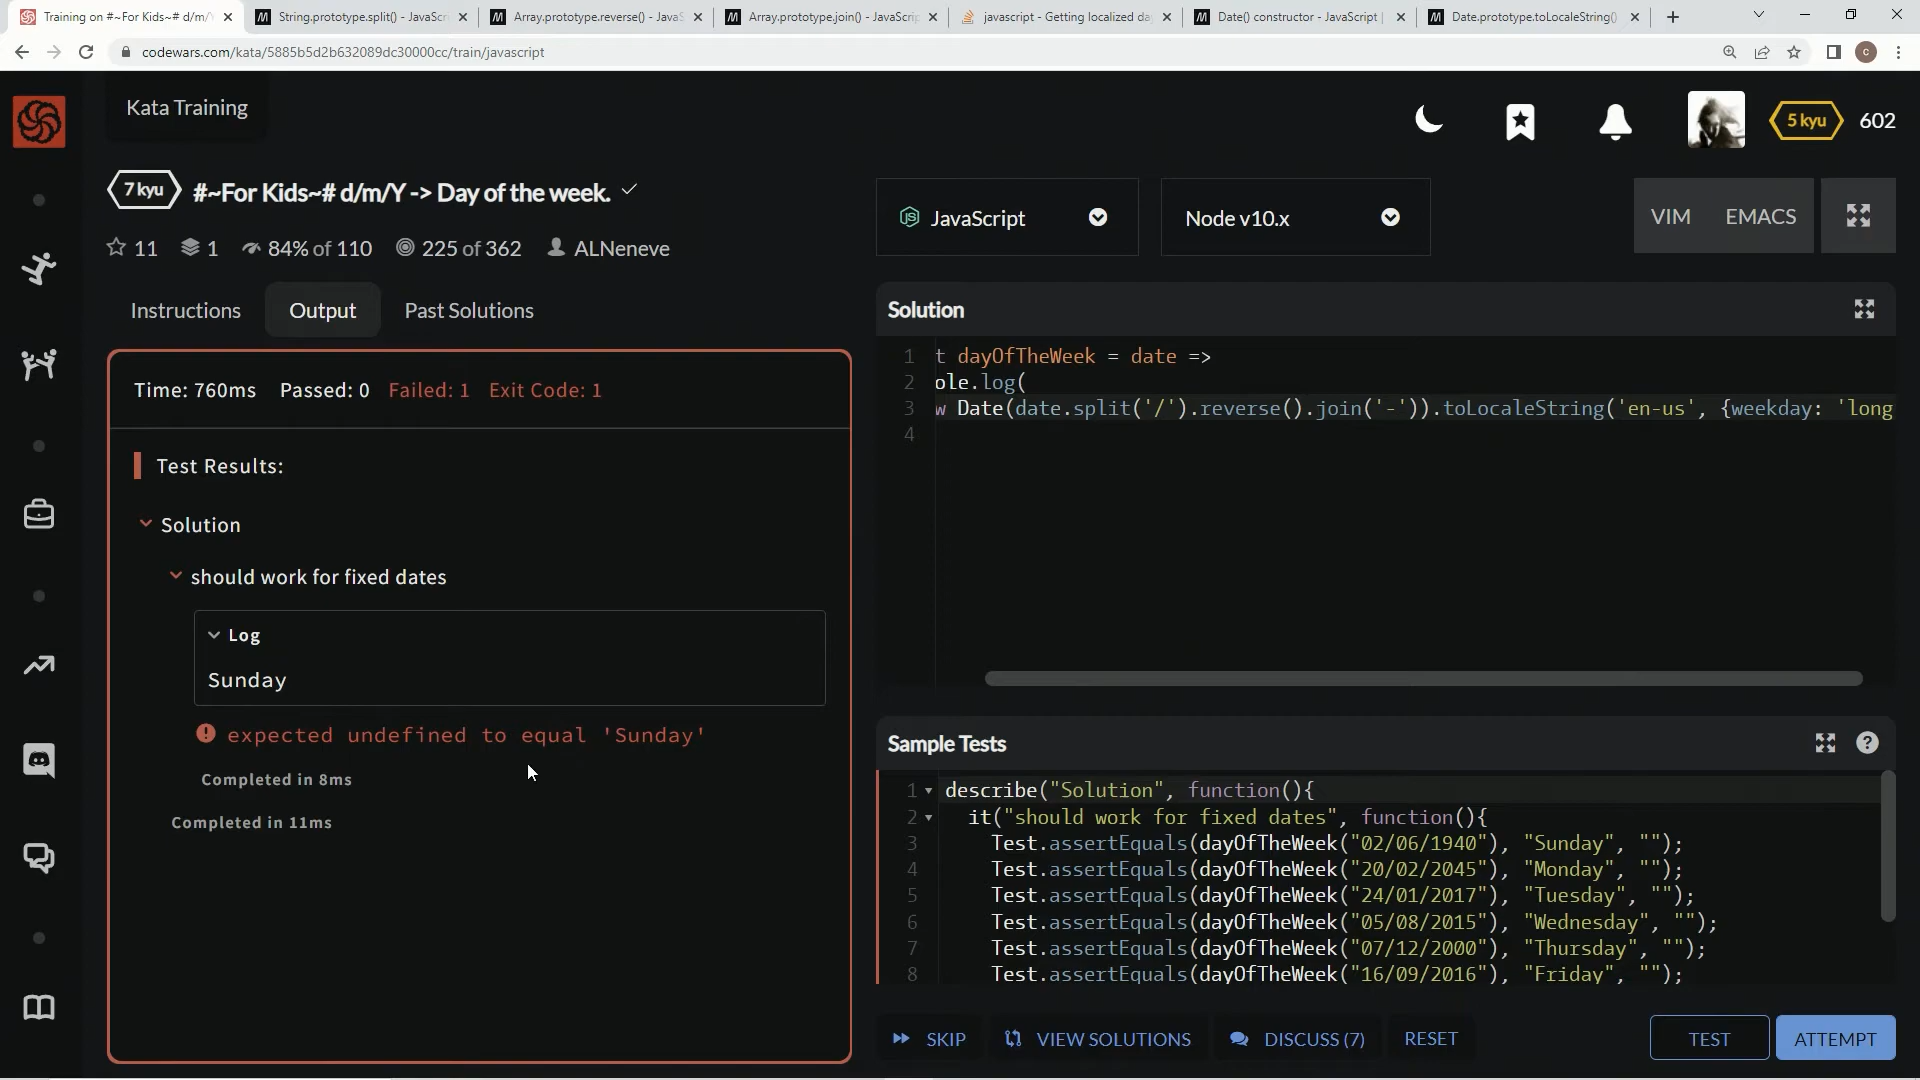 Training on #~For Kids~# d/m/Y
String.prototype.split() - JavaScr
Array.prototype.reverse() - JavaS
Array.prototype.join() - JavaScrip
javascript - Getting localized da
Date() constructor - JavaScript |
Date.prototype.toLocaleString()
codewars.com/kata/5885b5d2b632089dc30000cc/train/javascript
C
Kata Training
5 kyu 602
7 kyu #~For Kids~# d/m/Y -> Day of the week.
11 1 84% of 110 225 of 362 ALNeneve
JavaScript
Node v10.x
VIM EMACS
Instructions Output Past Solutions
Time: 760ms Passed: 0 Failed: 1 Exit Code: 1
Test Results:
Solution
should work for fixed dates
Log
Sunday
expected undefined to equal 'Sunday'
Completed in 8ms
Completed in 11ms
Solution
1 t dayOfTheWeek = date =>
2 ole.log(
3 w Date(date.split('/').reverse().join('-')).toLocaleString('en-us', {weekday: 'long
4
Sample Tests
1 describe("Solution", function(){
2 it("should work for fixed dates", function(){
3 Test.assertEquals(dayOfTheWeek("02/06/1940"), "Sunday", "");
4 Test.assertEquals(dayOfTheWeek("20/02/2045"), "Monday", "");
5 Test.assertEquals(dayOfTheWeek("24/01/2017"), "Tuesday", "");
6 Test.assertEquals(dayOfTheWeek("05/08/2015"), "Wednesday", "");
7 Test.assertEquals(dayOfTheWeek("07/12/2000"), "Thursday", "");
8 Test.assertEquals(dayOfTheWeek("16/09/2016"), "Friday", "");
SKIP VIEW SOLUTIONS DISCUSS (7) RESET TEST ATTEMPT